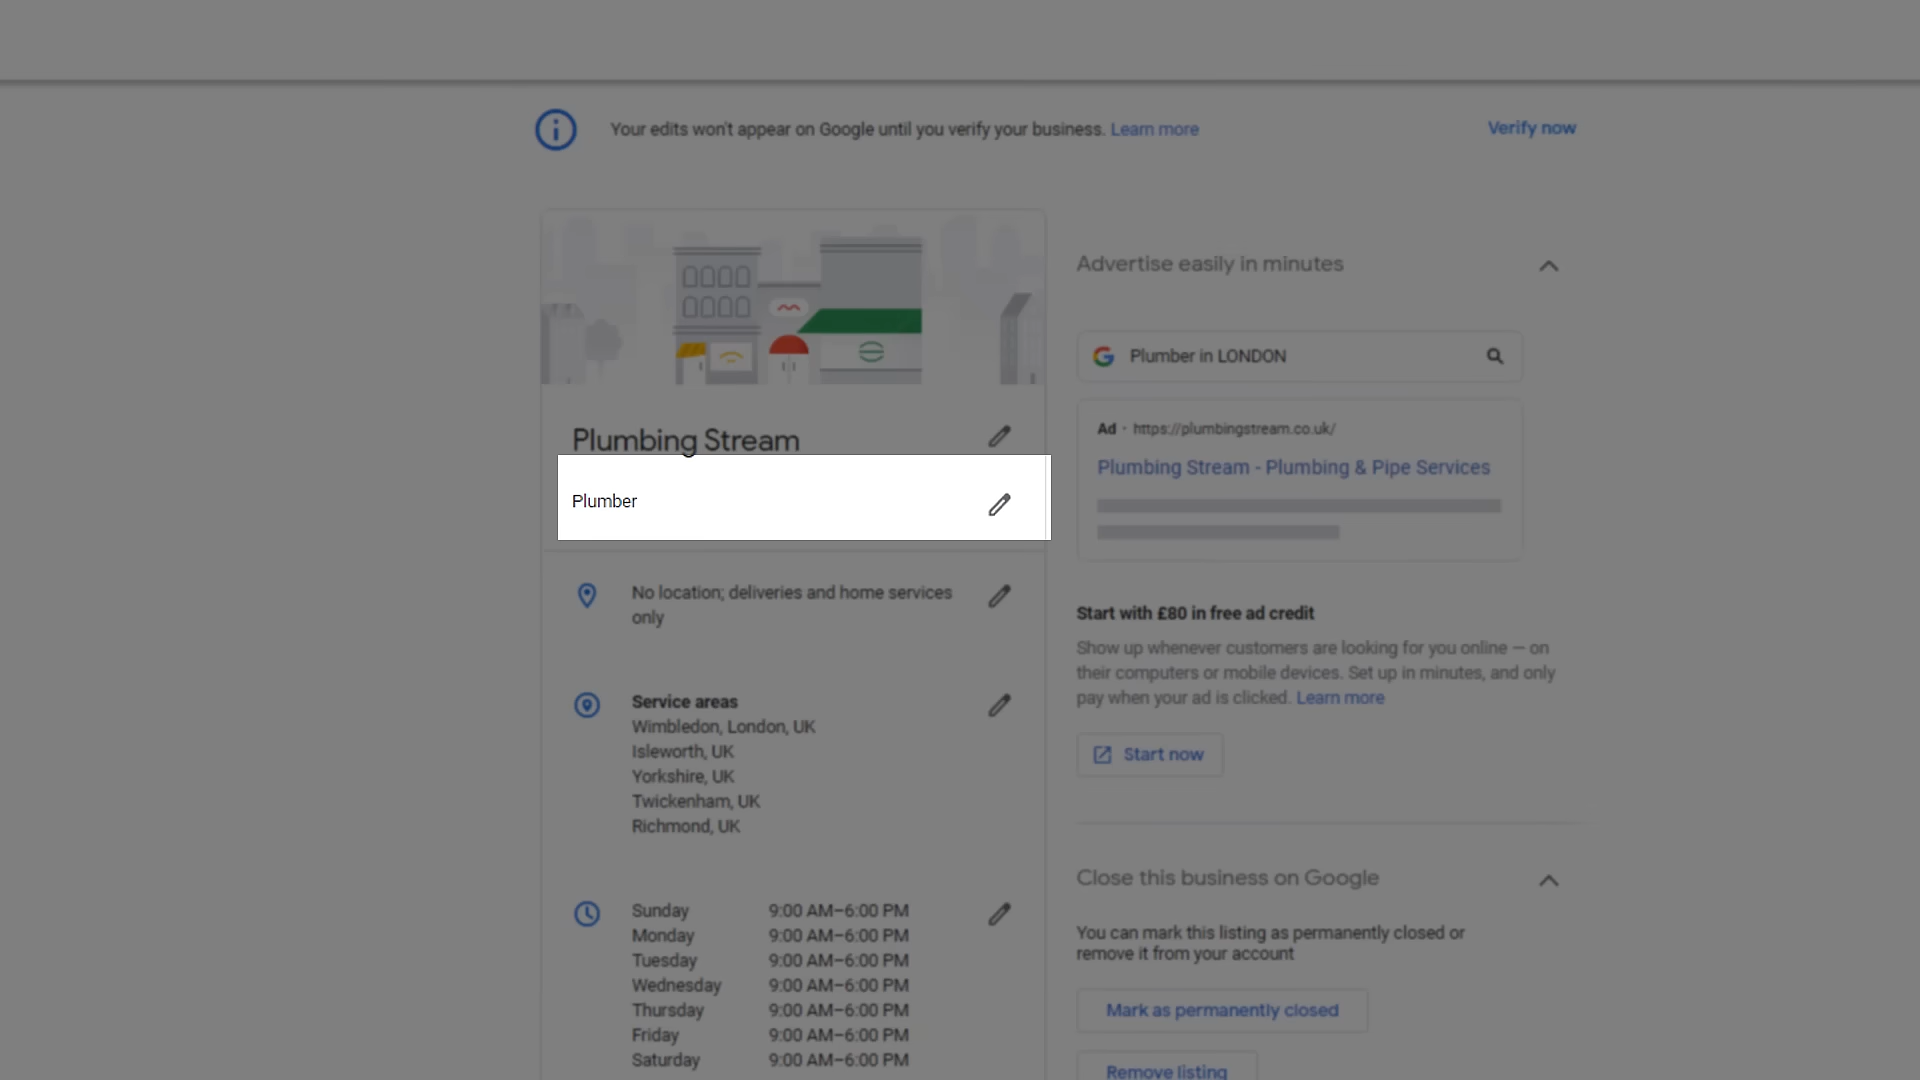 Your edits won't appear on Google until you verify your business. Learn more
Verify now
Plumbing Stream
Plumber
No location; deliveries and home services
only
Service areas
Wimbledon, London, UK
Isleworth, UK
Yorkshire, UK
Twickenham, UK
Richmond, UK
Sunday 9:00 AM–6:00 PM
Monday 9:00 AM–6:00 PM
Tuesday 9:00 AM–6:00 PM
Wednesday 9:00 AM–6:00 PM
Thursday 9:00 AM–6:00 PM
Friday 9:00 AM–6:00 PM
Saturday 9:00 AM–6:00 PM
Advertise easily in minutes
Plumber in LONDON
Ad · https://plumbingstream.co.uk/
Plumbing Stream - Plumbing & Pipe Services
Start with £80 in free ad credit
Show up whenever customers are looking for you online — on
their computers or mobile devices. Set up in minutes, and only
pay when your ad is clicked. Learn more
Start now
Close this business on Google
You can mark this listing as permanently closed or
remove it from your account
Mark as permanently closed
Remove listing